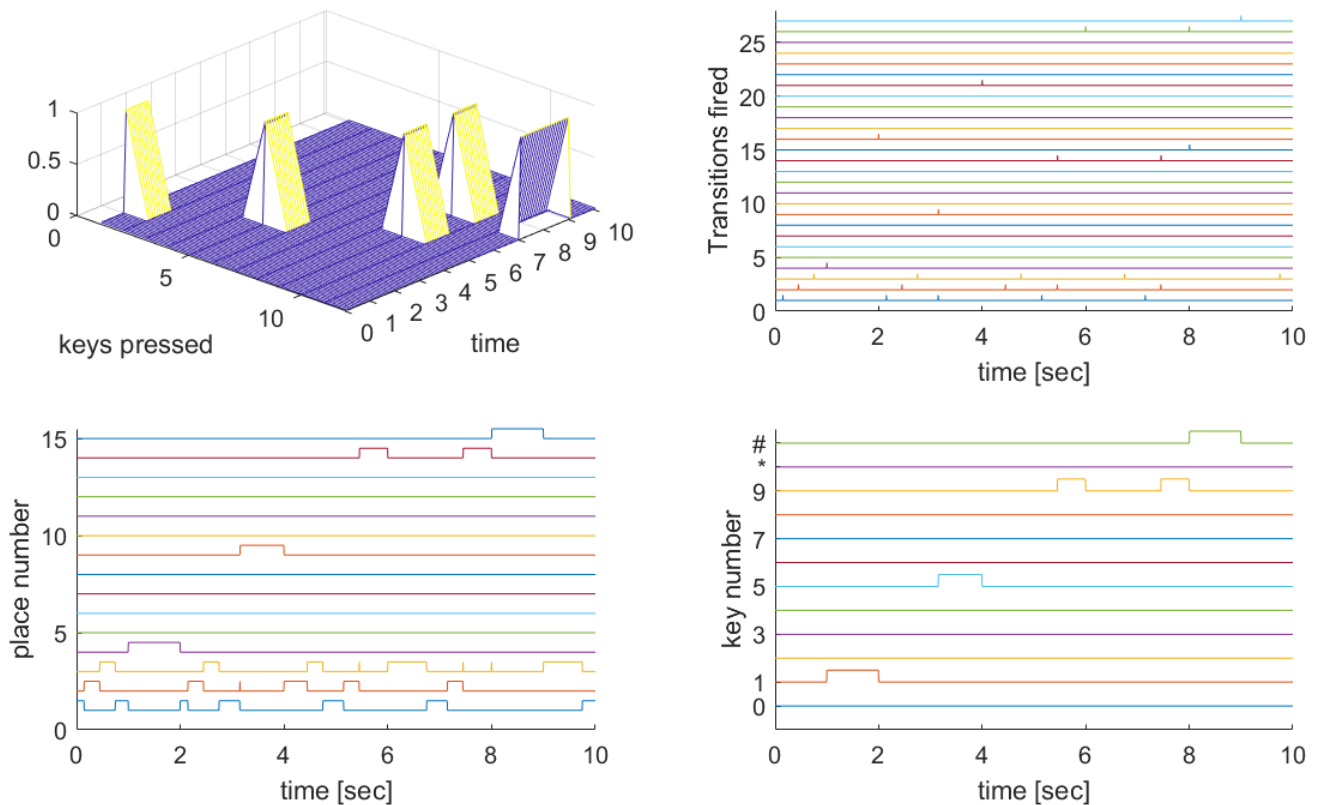 1
0.5
0
0
5
10
keys pressed
0 1 2 3 4 5 6 7 8 9 10
time
25
20
15
10
5
0
Transitions fired
0 2 4 6 8 10
time [sec]
15
10
5
0
place number
0 2 4 6 8 10
time [sec]
#
*
9
7
5
3
1
0
key number
0 2 4 6 8 10
time [sec]